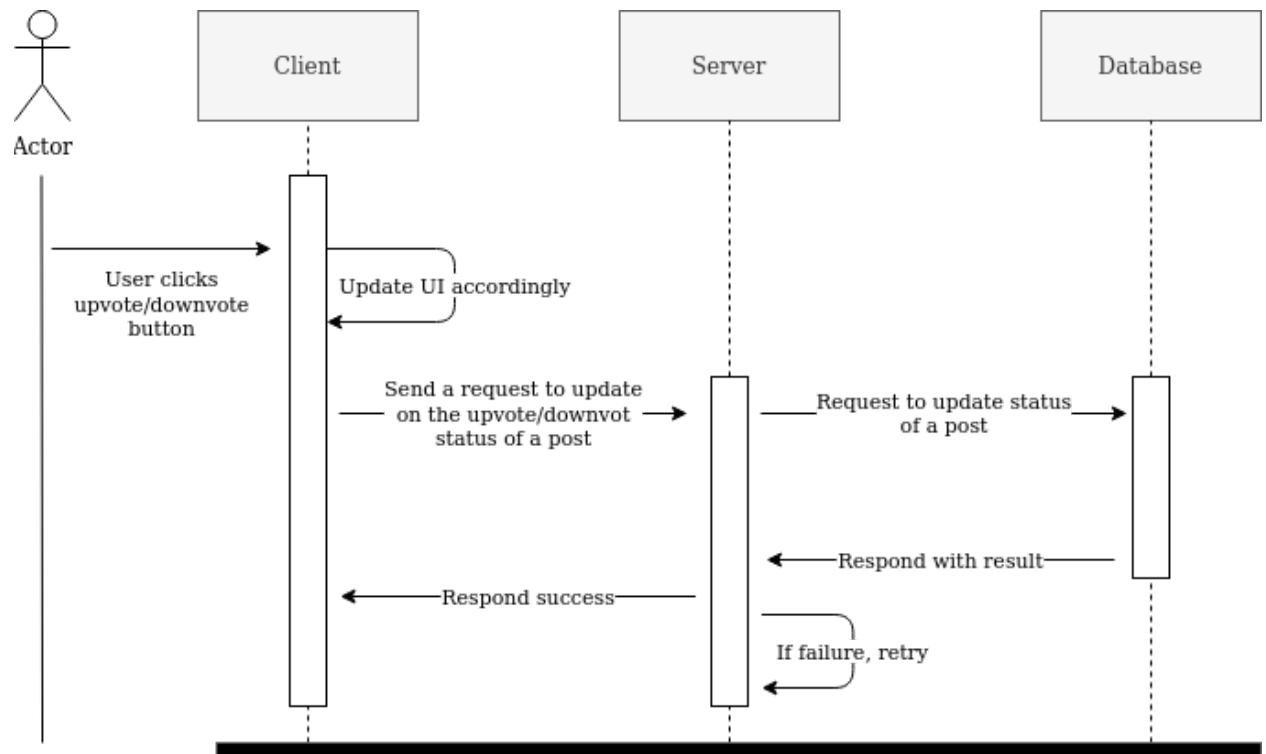 Client
Server
Database
Actor
User clicks
upvote/downvote
button
Update UI accordingly
Send a request to update
on the upvote/downvot
status of a post
Request to update status
of a post
Respond with result
Respond success
If failure, retry